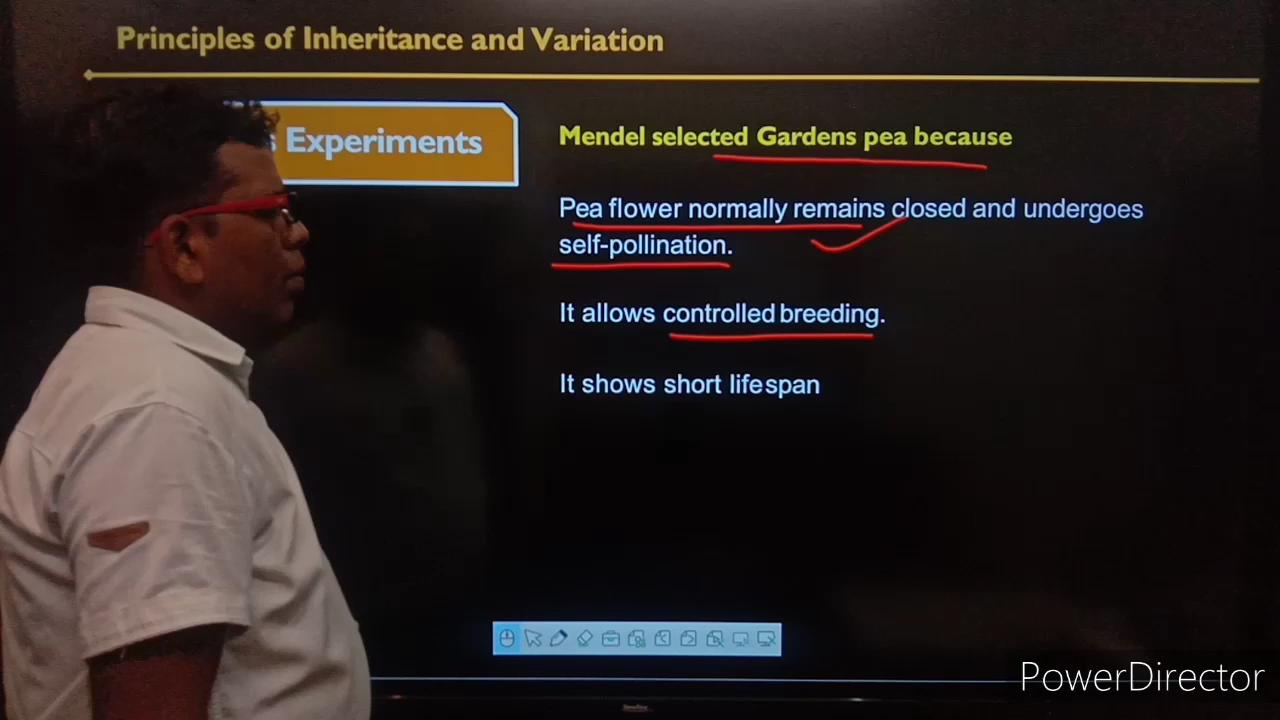 Principles of Inheritance and Variation
Experiments
Mendel selected Gardens pea because
Pea flower normally remains closed and undergoes
self-pollination.
It allows controlled breeding.
It shows short lifespan
PowerDirector